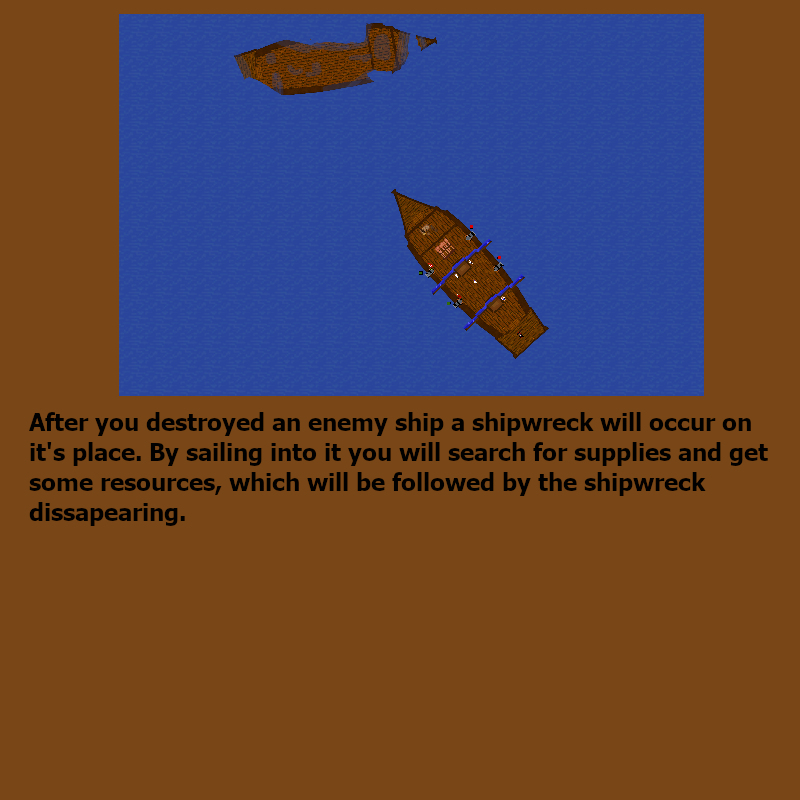 After you destroyed an enemy ship a shipwreck will occur on
it's place. By sailing into it you will search for supplies and get
some resources, which will be followed by the shipwreck
dissapearing.